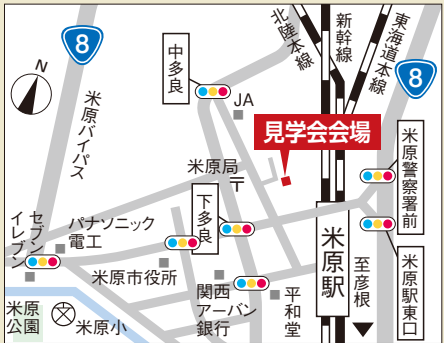 8
N
米原バイパス
中多良
北陸本線
新幹線
東海道本線
8
JA
見学会会場
米原局
下多良
米原警察署前
セブン
イレブン
パナソニック
電工
米原市役所
米原駅
至彦根
米原駅東口
関西
アーバン
銀行
平和堂
米原
公園
文
米原小